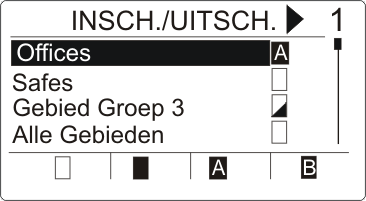 INSCH./UITSCH. 1
Offices A
Safes
Gebied Groep 3
Alle Gebieden
A B